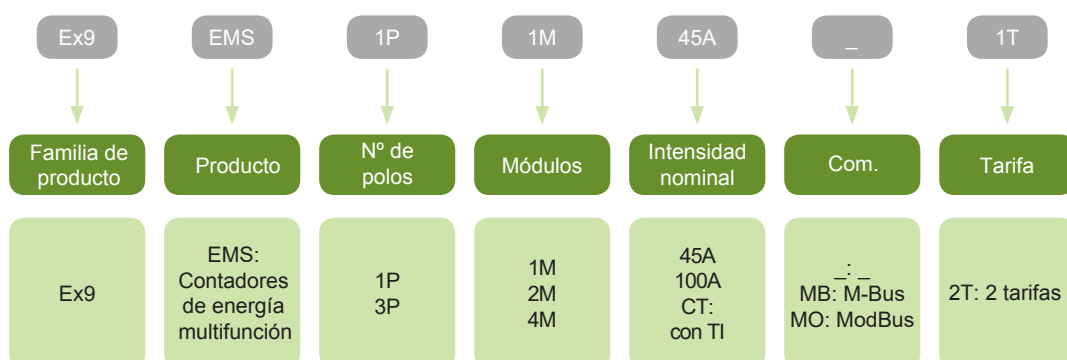 Ex9
EMS
1P
1M
45A
_
1T
Familia de
producto
Producto
Nº de
polos
Módulos
Intensidad
nominal
Com.
Tarifa
Ex9
EMS:
Contadores
de energía
multifunción
1P
3P
1M
2M
4M
45A
100A
CT:
con TI
_: _
MB: M-Bus
MO: ModBus
2T: 2 tarifas